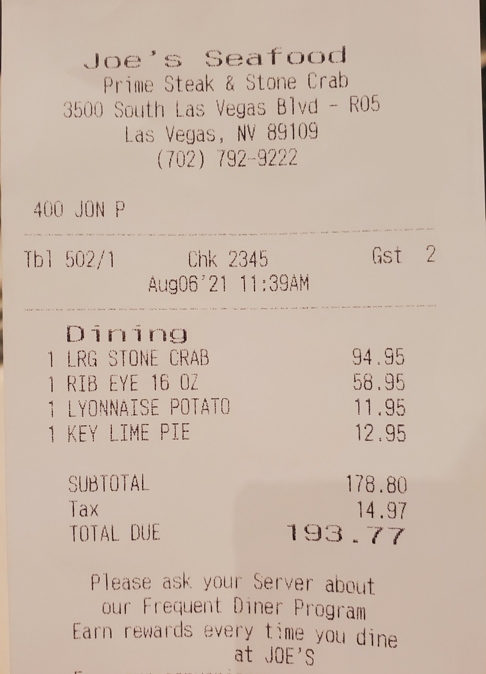 Joe's Seafood
Prime Steak & Stone Crab
3500 South Las Vegas Blvd - R05
Las Vegas, NV 89109
(702) 792-9222
400 JON P
Tbl 502/1 Chk 2345 Gst 2
Aug06'21 11:39AM
Dining
1 LRG STONE CRAB 94.95
1 RIB EYE 16 OZ 58.95
1 LYONNAISE POTATO 11.95
1 KEY LIME PIE 12.95
SUBTOTAL 178.80
Tax 14.97
TOTAL DUE 193.77
Please ask your Server about
our Frequent Diner Program
Earn rewards every time you dine
at JOE'S